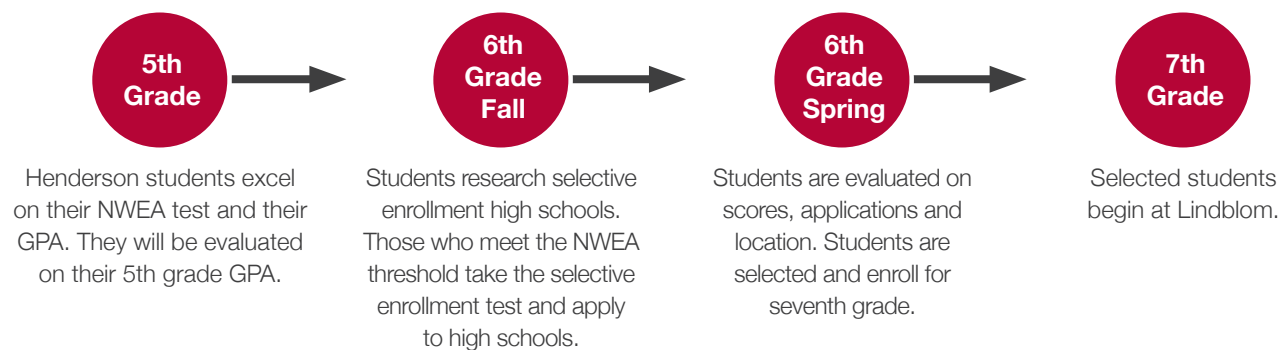 5th
Grade
Henderson students excel
on their NWEA test and their
GPA. They will be evaluated
on their 5th grade GPA.
6th
Grade
Fall
Students research selective
enrollment high schools.
Those who meet the NWEA
threshold take the selective
enrollment test and apply
to high schools.
6th
Grade
Spring
Students are evaluated on
scores, applications and
location. Students are
selected and enroll for
seventh grade.
7th
Grade
Selected students
begin at Lindblom.